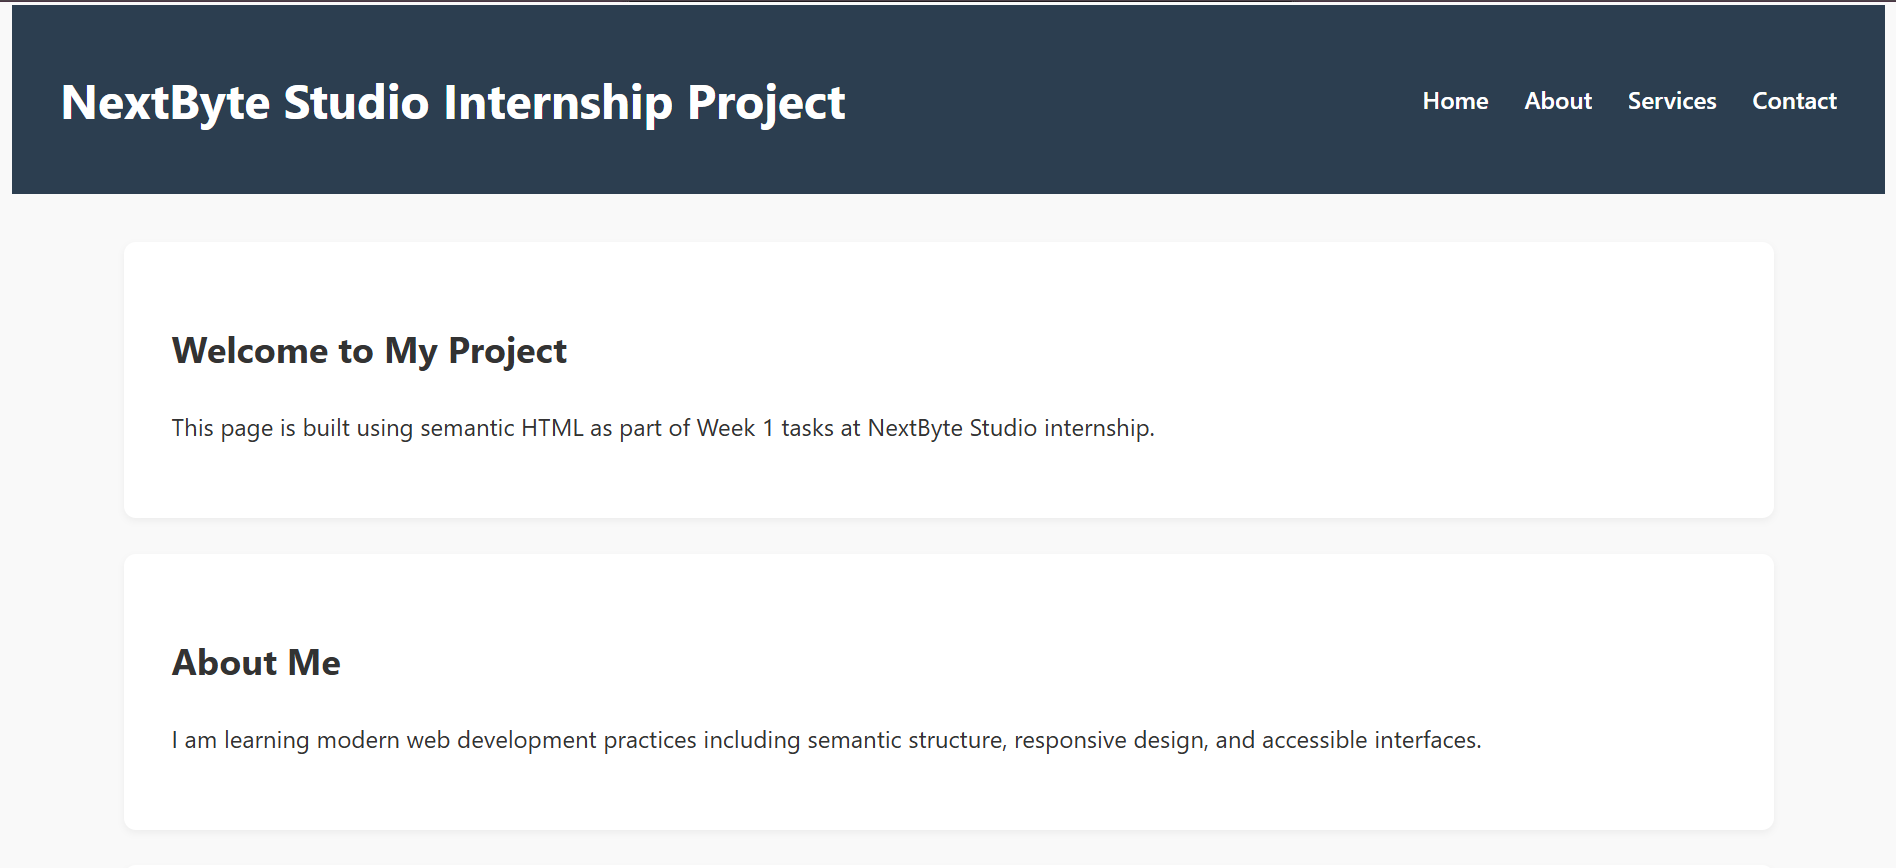 NextByte Studio Internship Project
Home About Services Contact
Welcome to My Project
This page is built using semantic HTML as part of Week 1 tasks at NextByte Studio internship.
About Me
I am learning modern web development practices including semantic structure, responsive design, and accessible interfaces.